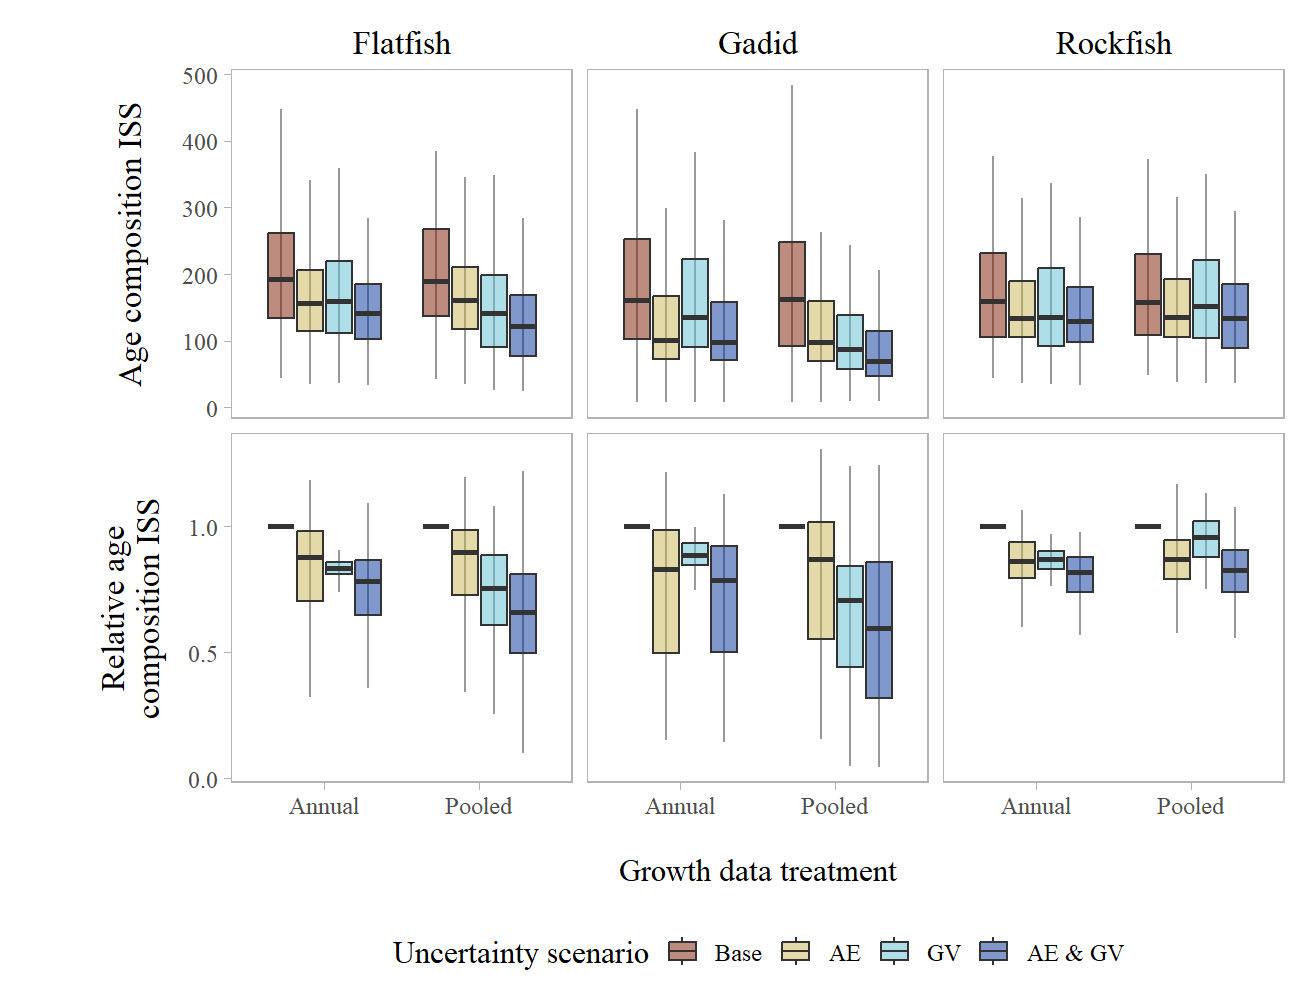 Flatfish Gadid Rockfish
Age composition ISS
500
400
300
200
100
0
Relative age
composition ISS
1.0
0.5
0.0
Annual Pooled Annual Pooled Annual Pooled
Growth data treatment
Uncertainty scenario Base AE GV AE & GV